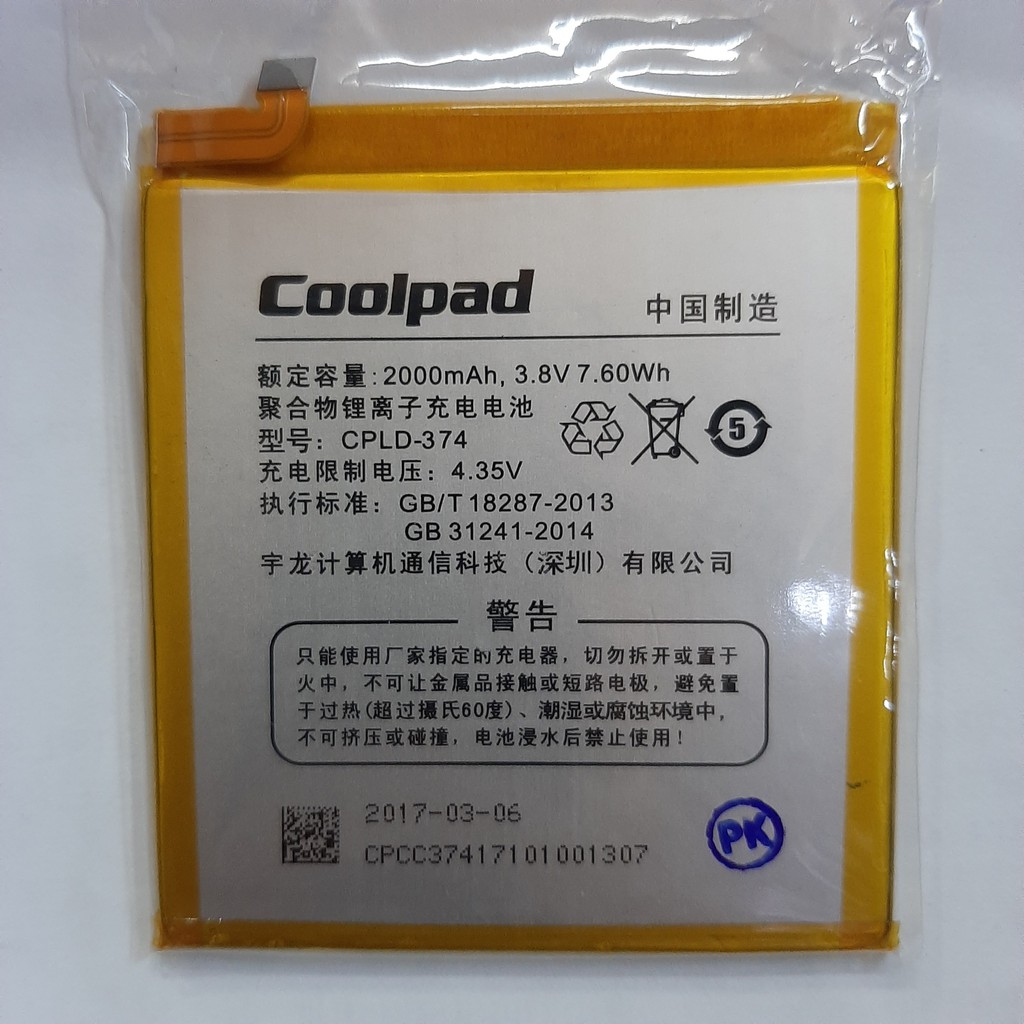 Coolpad
中国制造
额定容量: 2000mAh, 3.8V 7.60Wh
聚合物锂离子充电电池
型号: CPLD-374
5
充电限制电压: 4.35V
执行标准: GB/T 18287-2013
GB 31241-2014
宇龙计算机通信科技（深圳）有限公司
警告
只能使用厂家指定的充电器，切勿拆开或置于
火中，不可让金属品接触或短路电极，避免置
于过热(超过摄氏60度)、潮湿或腐蚀环境中，
不可挤压或碰撞，电池浸水后禁止使用！
2017-03-06
CPCC37417101001307
PK